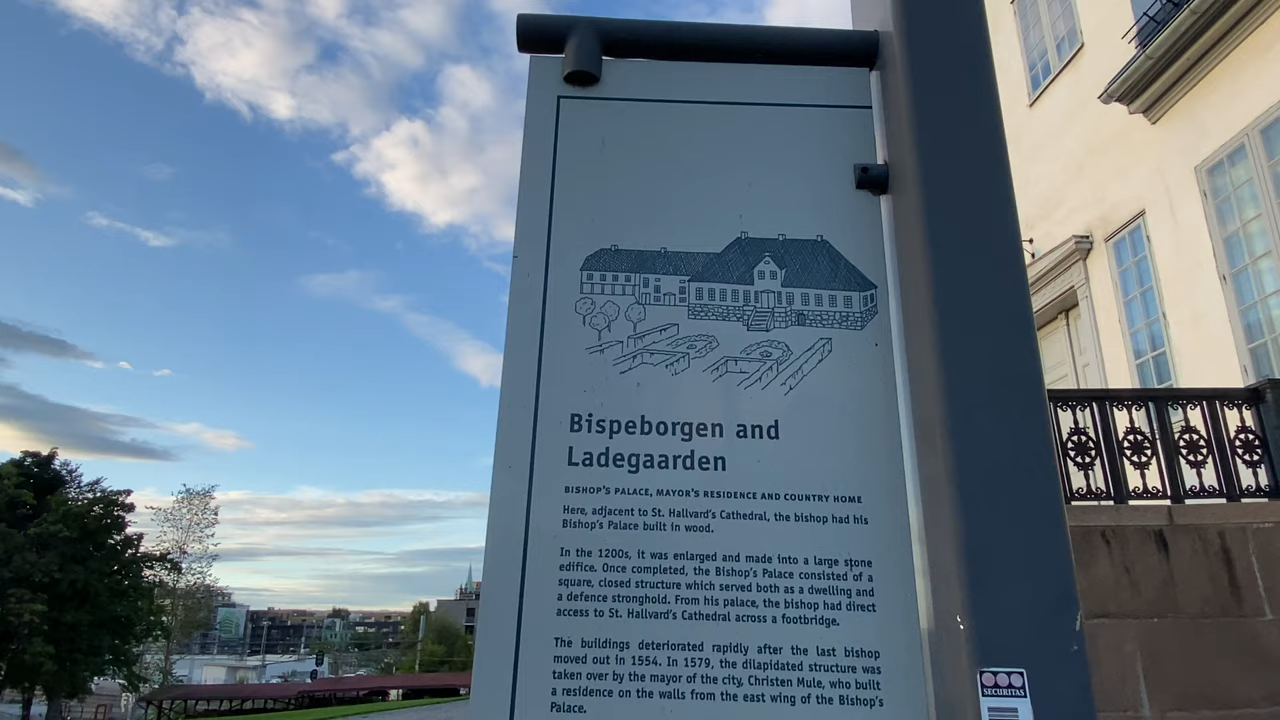 Bispeborgen and
Ladegaarden
BISHOP'S PALACE, MAYOR'S RESIDENCE AND COUNTRY HOME
Here, adjacent to St. Hallvard's Cathedral, the bishop had his
Bishop's Palace built in wood.
In the 1200s, it was enlarged and made into a large stone
edifice. Once completed, the Bishop's Palace consisted of a
square, closed structure which served both as a dwelling and
a defence stronghold. From his palace, the bishop had direct
access to St. Hallvard's Cathedral across a footbridge.
The buildings deteriorated rapidly after the last bishop
moved out in 1554. In 1579, the dilapidated structure was
taken over by the mayor of the city, Christen Mule, who built
a residence on the walls from the east wing of the Bishop's
Palace.
SECURITAS